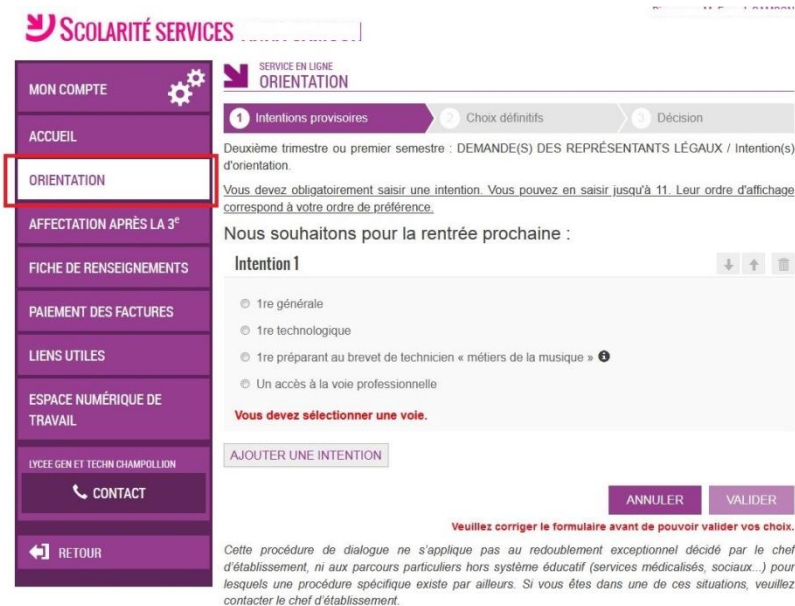 SCOLARITÉ SERVICES
MON COMPTE
ACCUEIL
ORIENTATION
AFFECTATION APRÈS LA 3e
FICHE DE RENSEIGNEMENTS
PAIEMENT DES FACTURES
LIENS UTILES
ESPACE NUMÉRIQUE DE
TRAVAIL
LYCEE GEN ET TECHN CHAMPOLLION
CONTACT
RETOUR
SERVICE EN LIGNE
ORIENTATION
1 Intentions provisoires 2 Choix définitifs 3 Décision
Deuxième trimestre ou premier semestre : DEMANDE(S) DES REPRÉSENTANTS LÉGAUX / Intention(s)
d'orientation.
Vous devez obligatoirement saisir une intention. Vous pouvez en saisir jusqu'à 11. Leur ordre d'affichage
correspond à votre ordre de préférence.
Nous souhaitons pour la rentrée prochaine :
Intention 1
1re générale
1re technologique
1re préparant au brevet de technicien « métiers de la musique »
Un accès à la voie professionnelle
Vous devez sélectionner une voie.
AJOUTER UNE INTENTION
ANNULER VALIDER
Veuillez corriger le formulaire avant de pouvoir valider vos choix.
Cette procédure de dialogue ne s'applique pas au redoublement exceptionnel décidé par le chef
d'établissement, ni aux parcours particuliers hors système éducatif (services médicalisés, sociaux...) pour
lesquels une procédure spécifique existe par ailleurs. Si vous êtes dans une de ces situations, veuillez
contacter le chef d'établissement.